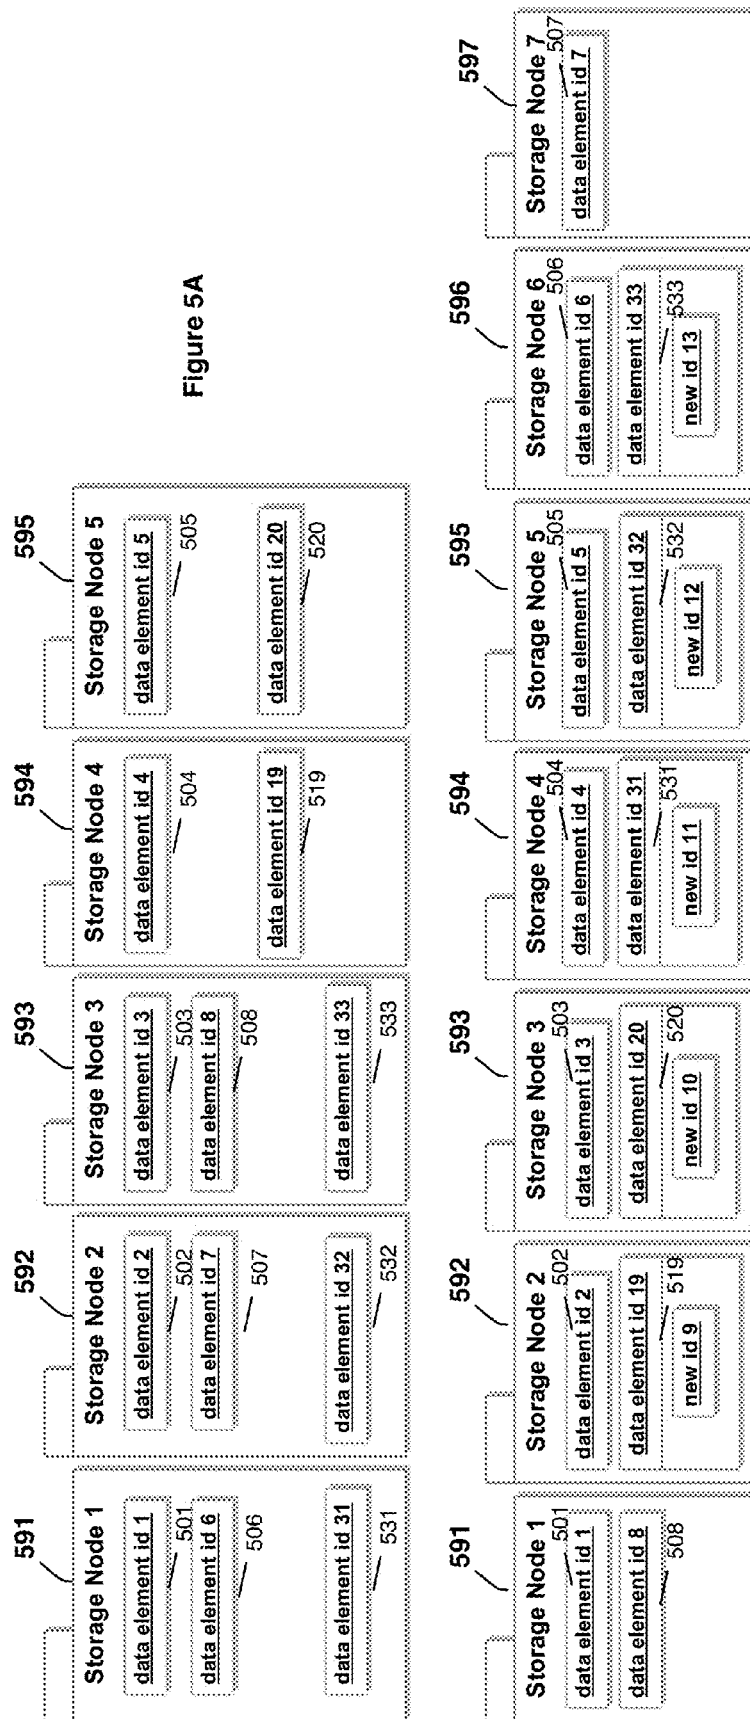 591
Storage Node 1
data element id 1
501
data element id 6
506
data element id 31
531
592
Storage Node 2
data element id 2
502
data element id 7
507
data element id 32
532
593
Storage Node 3
data element id 3
503
data element id 8
508
data element id 33
533
594
Storage Node 4
data element id 4
504
data element id 19
519
595
Storage Node 5
data element id 5
505
data element id 20
520
Figure 5A
591
Storage Node 1
501
data element id 1
data element id 8
508
592
Storage Node 2
502
data element id 2
data element id 19
519
new id 9
593
Storage Node 3
503
data element id 3
data element id 20
520
new id 10
594
Storage Node 4
504
data element id 4
data element id 31
531
new id 11
595
Storage Node 5
505
data element id 5
data element id 32
532
new id 12
596
Storage Node 6
506
data element id 6
data element id 33
533
new id 13
597
Storage Node 7
507
data element id 7